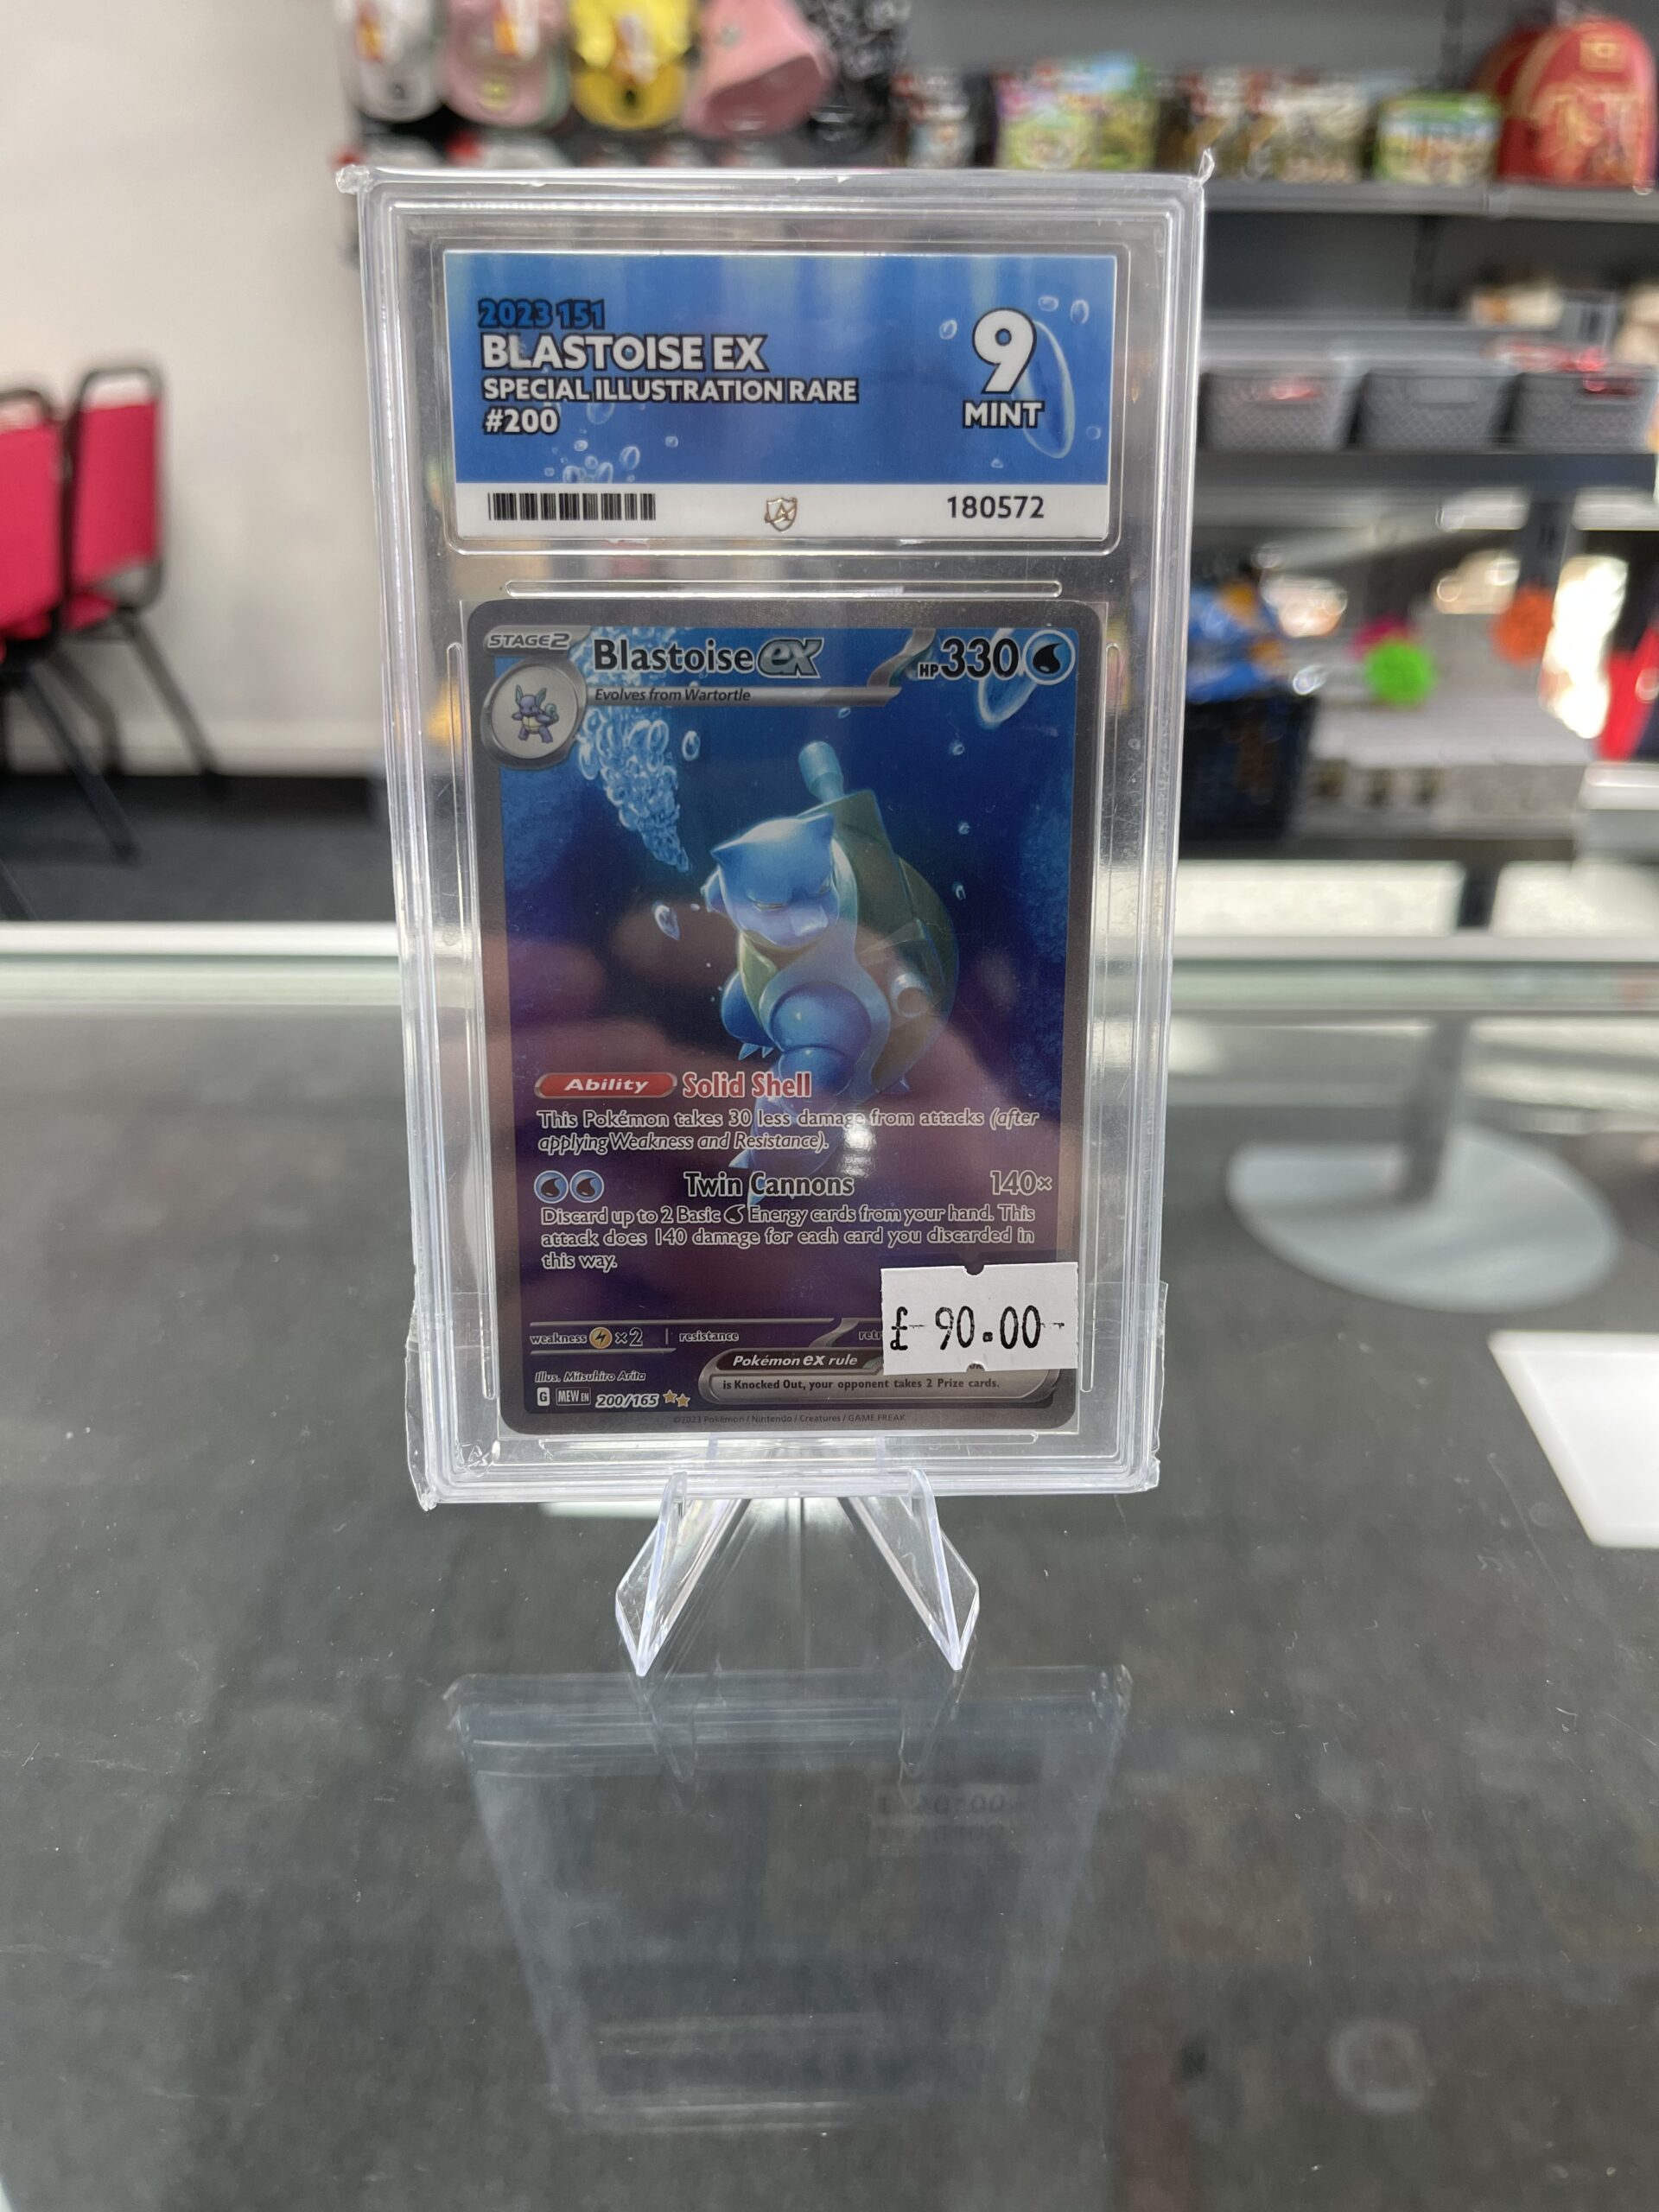 2023 151
BLASTOISE EX
SPECIAL ILLUSTRATION RARE
#200
9
MINT
180572
STAGE2
Blastoise ex
HP 330
Evolves from Wartortle
Ability Solid Shell
This Pokémon takes 30 less damage from attacks (after
applying Weakness and Resistance).
Twin Cannons 140×
Discard up to 2 Basic Energy cards from your hand. This
attack does 140 damage for each card you discarded in
this way.
weakness ×2 resistance
£ 90.00
Pokémon ex rule
is Knocked Out, your opponent takes 2 Prize cards.
Illus. Mitsuhiro Arita
G MEW EN 200/165
©2023 Pokémon / Nintendo / Creatures / GAME FREAK